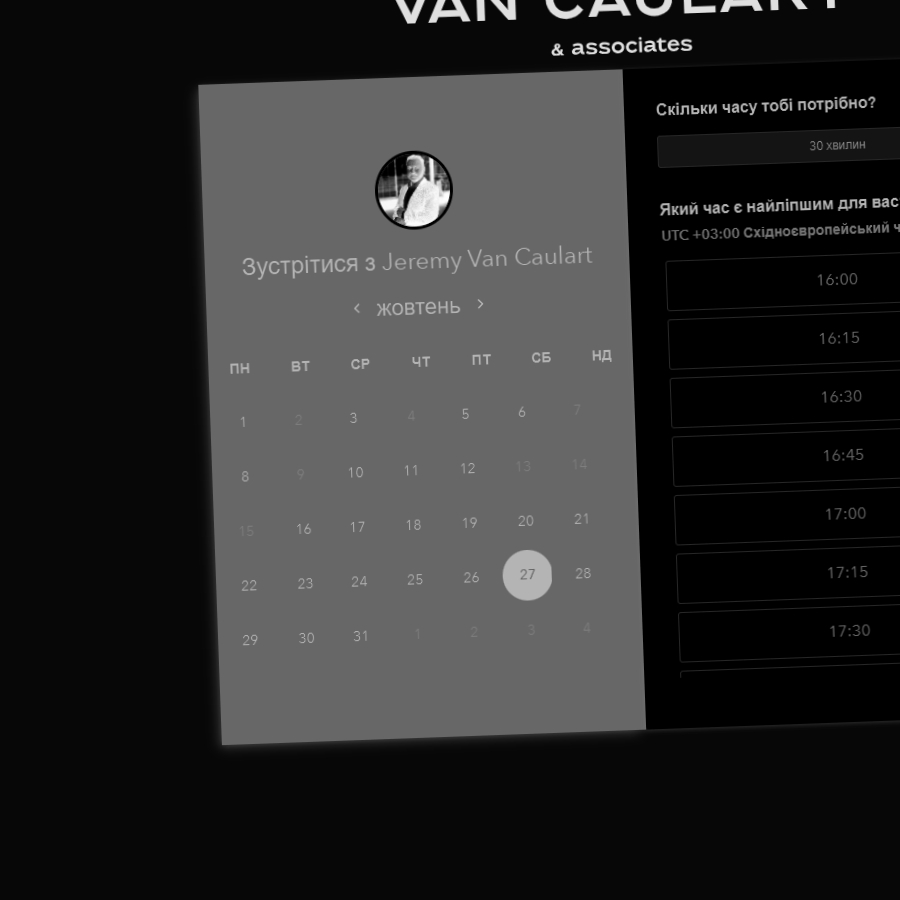 VAN CAULART
& associates
Зустрітися з Jeremy Van Caulart
‹ жовтень ›
ПН ВТ СР ЧТ ПТ СБ НД
1 2 3 4 5 6 7
8 9 10 11 12 13 14
15 16 17 18 19 20 21
22 23 24 25 26 27 28
29 30 31 1 2 3 4
Скільки часу тобі потрібно?
30 хвилин
Який час є найліпшим для вас
UTC +03:00 Східноєвропейський
16:00
16:15
16:30
16:45
17:00
17:15
17:30